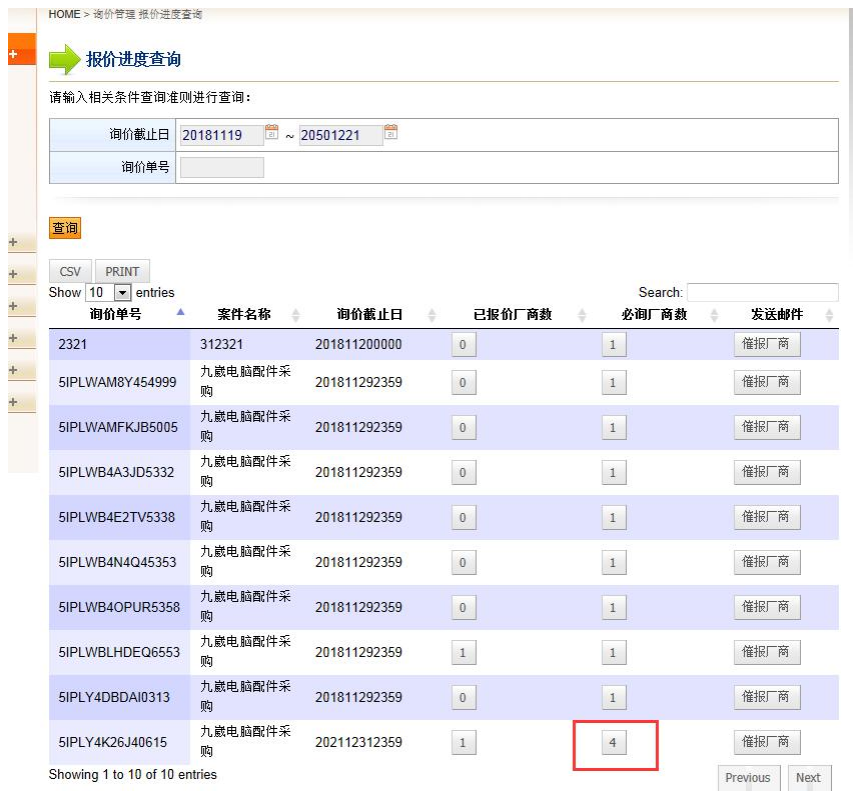 HOME > 询价管理 报价进度查询
+
报价进度查询
请输入相关条件查询准则进行查询：
询价截止日 20181119 ~ 20501221
询价单号
查询
+
+
+
+
+
+
CSV PRINT
Show 10 entries Search:
询价单号 案件名称 询价截止日 已报价厂商数 必询厂商数 发送邮件
2321 312321 201811200000 0 1 催报厂商
5IPLWAM8Y454999 九崴电脑配件采购 201811292359 0 1 催报厂商
5IPLWAMFKJB5005 九崴电脑配件采购 201811292359 0 1 催报厂商
5IPLWB4A3JD5332 九崴电脑配件采购 201811292359 0 1 催报厂商
5IPLWB4E2TV5338 九崴电脑配件采购 201811292359 0 1 催报厂商
5IPLWB4N4Q45353 九崴电脑配件采购 201811292359 0 1 催报厂商
5IPLWB4OPUR5358 九崴电脑配件采购 201811292359 0 1 催报厂商
5IPLWBLHDEQ6553 九崴电脑配件采购 201811292359 1 1 催报厂商
5IPLY4DBDAI0313 九崴电脑配件采购 201811292359 0 1 催报厂商
5IPLY4K26J40615 九崴电脑配件采购 202112312359 1 4 催报厂商
Showing 1 to 10 of 10 entries Previous Next